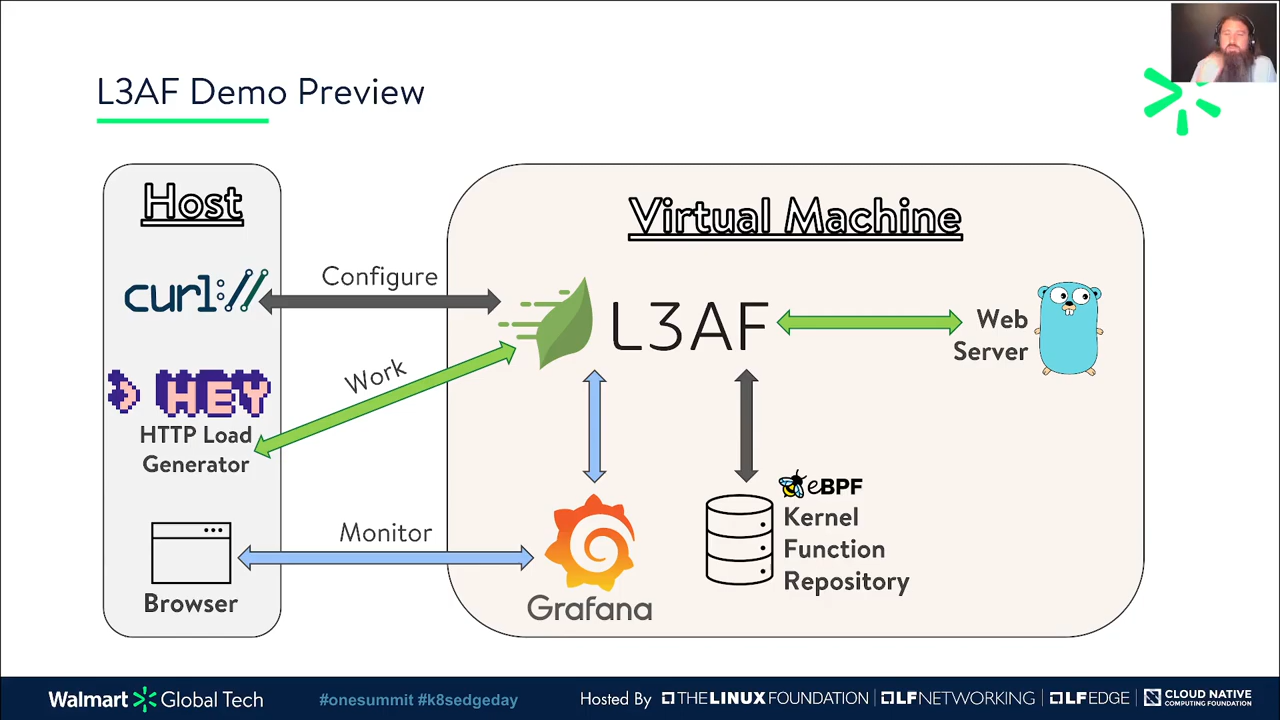 L3AF Demo Preview
Host
Virtual Machine
curl://
Configure
L3AF
Web
Server
Work
HEY
HTTP Load
Generator
eBPF
Kernel
Function
Repository
Monitor
Browser
Grafana
Walmart Global Tech
#onesummit #k8sedgeday
Hosted By
THE LINUX FOUNDATION
LFNETWORKING
LFEDGE
CLOUD NATIVE
COMPUTING FOUNDATION